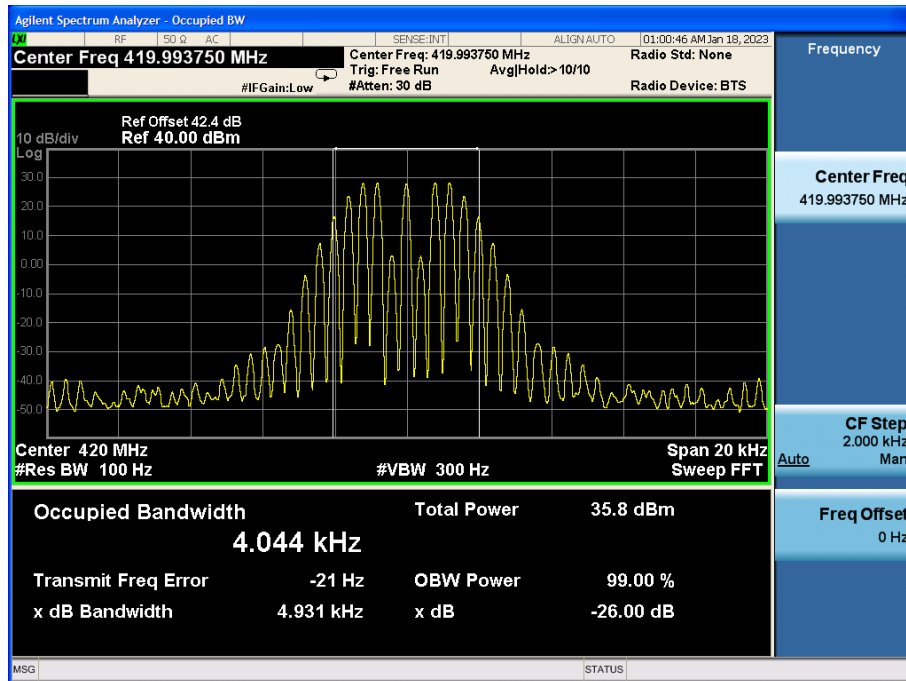 Agilent Spectrum Analyzer - Occupied BW
LXI RF 50 Ω AC SENSE:INT ALIGN AUTO 01:00:46 AM Jan 18, 2023
Center Freq 419.993750 MHz
Center Freq: 419.993750 MHz Radio Std: None
Trig: Free Run Avg|Hold:>10/10
#IFGain:Low #Atten: 30 dB Radio Device: BTS
Frequency
Ref Offset 42.4 dB
10 dB/div Ref 40.00 dBm
Log
30.0
20.0
10.0
0.00
-10.0
-20.0
-30.0
-40.0
-50.0
Center 420 MHz Span 20 kHz
#Res BW 100 Hz #VBW 300 Hz Sweep FFT
Center Freq
419.993750 MHz
CF Step
2.000 kHz
Auto Man
Freq Offset
0 Hz
Occupied Bandwidth Total Power 35.8 dBm
4.044 kHz
Transmit Freq Error -21 Hz OBW Power 99.00 %
x dB Bandwidth 4.931 kHz x dB -26.00 dB
MSG STATUS